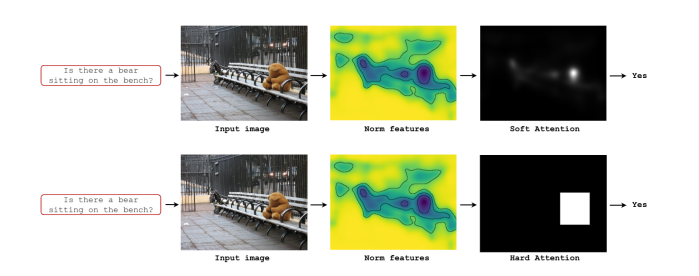 Is there a bear
sitting on the bench?
Yes
Input image
Norm features
Soft Attention
Is there a bear
sitting on the bench?
Yes
Input image
Norm features
Hard Attention